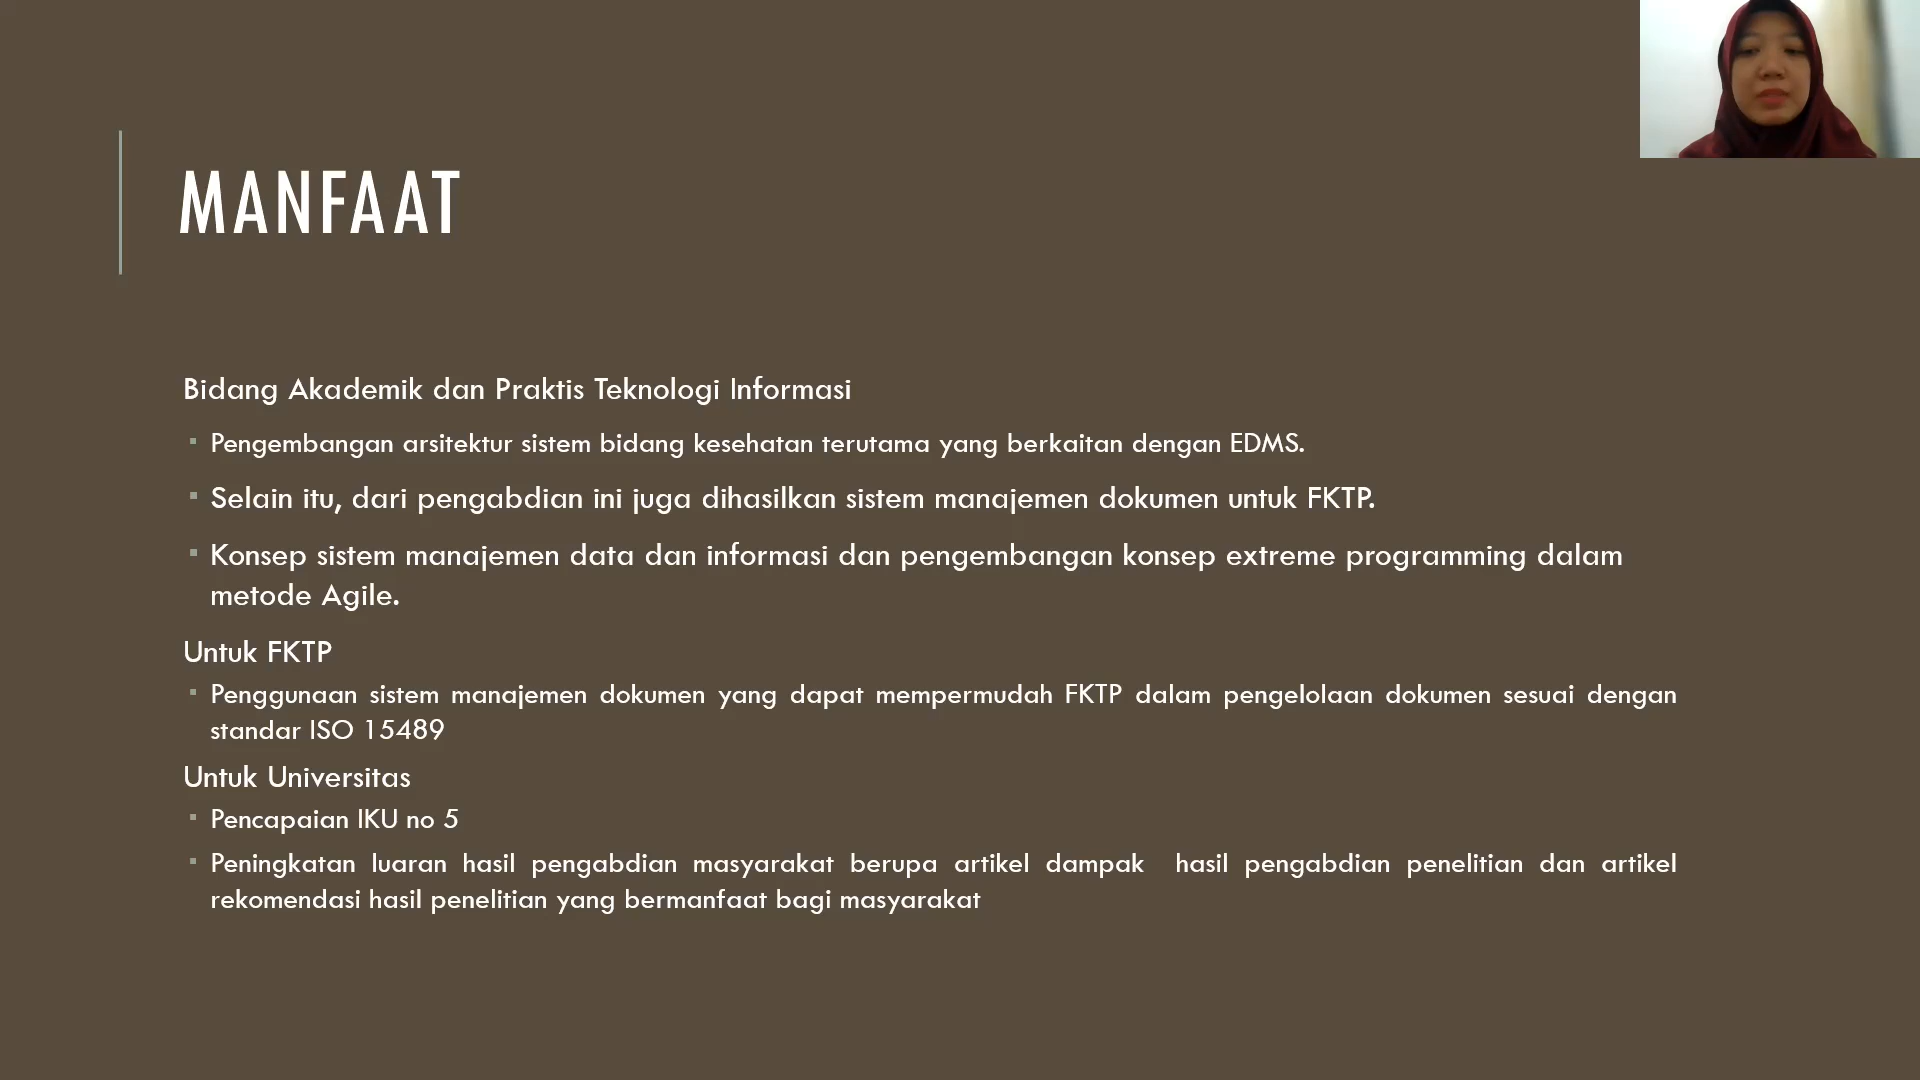 MANFAAT
Bidang Akademik dan Praktis Teknologi Informasi
▪ Pengembangan arsitektur sistem bidang kesehatan terutama yang berkaitan dengan EDMS.
▪ Selain itu, dari pengabdian ini juga dihasilkan sistem manajemen dokumen untuk FKTP.
▪ Konsep sistem manajemen data dan informasi dan pengembangan konsep extreme programming dalam
metode Agile.
Untuk FKTP
▪ Penggunaan sistem manajemen dokumen yang dapat mempermudah FKTP dalam pengelolaan dokumen sesuai dengan
standar ISO 15489
Untuk Universitas
▪ Pencapaian IKU no 5
▪ Peningkatan luaran hasil pengabdian masyarakat berupa artikel dampak hasil pengabdian penelitian dan artikel
rekomendasi hasil penelitian yang bermanfaat bagi masyarakat